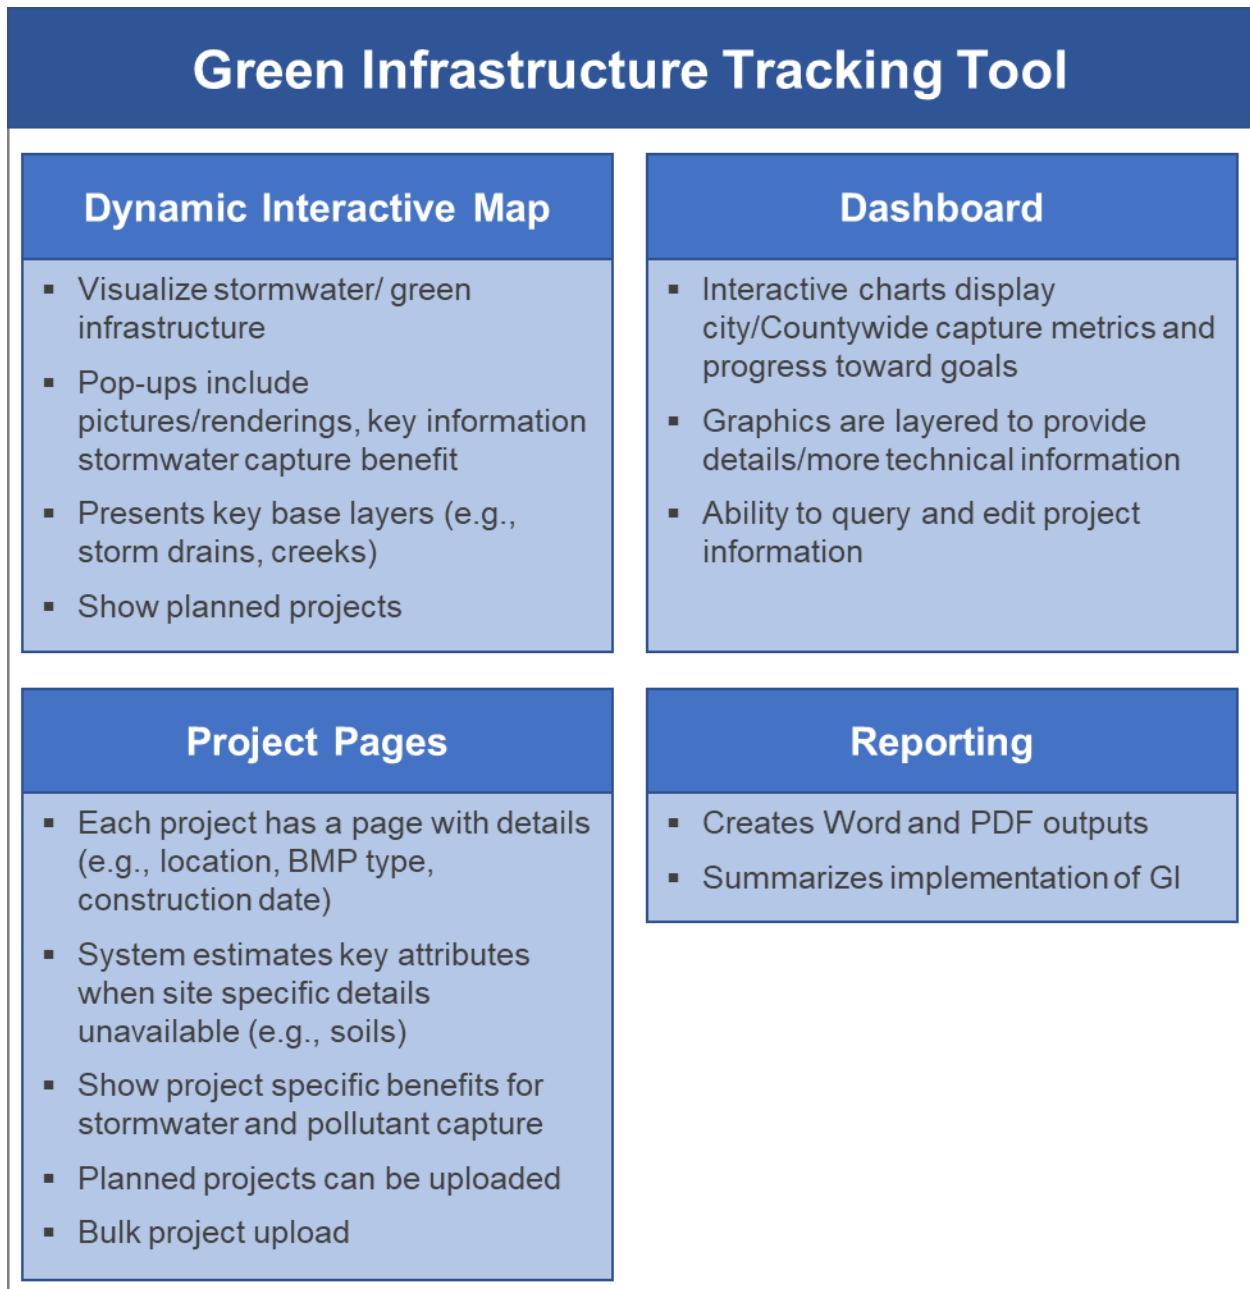 Green Infrastructure Tracking Tool
Dynamic Interactive Map
▪ Visualize stormwater/ green
infrastructure
▪ Pop-ups include
pictures/renderings, key information
stormwater capture benefit
▪ Presents key base layers (e.g.,
storm drains, creeks)
▪ Show planned projects
Dashboard
▪ Interactive charts display
city/Countywide capture metrics and
progress toward goals
▪ Graphics are layered to provide
details/more technical information
▪ Ability to query and edit project
information
Project Pages
▪ Each project has a page with details
(e.g., location, BMP type,
construction date)
▪ System estimates key attributes
when site specific details
unavailable (e.g., soils)
▪ Show project specific benefits for
stormwater and pollutant capture
▪ Planned projects can be uploaded
▪ Bulk project upload
Reporting
▪ Creates Word and PDF outputs
▪ Summarizes implementation of GI